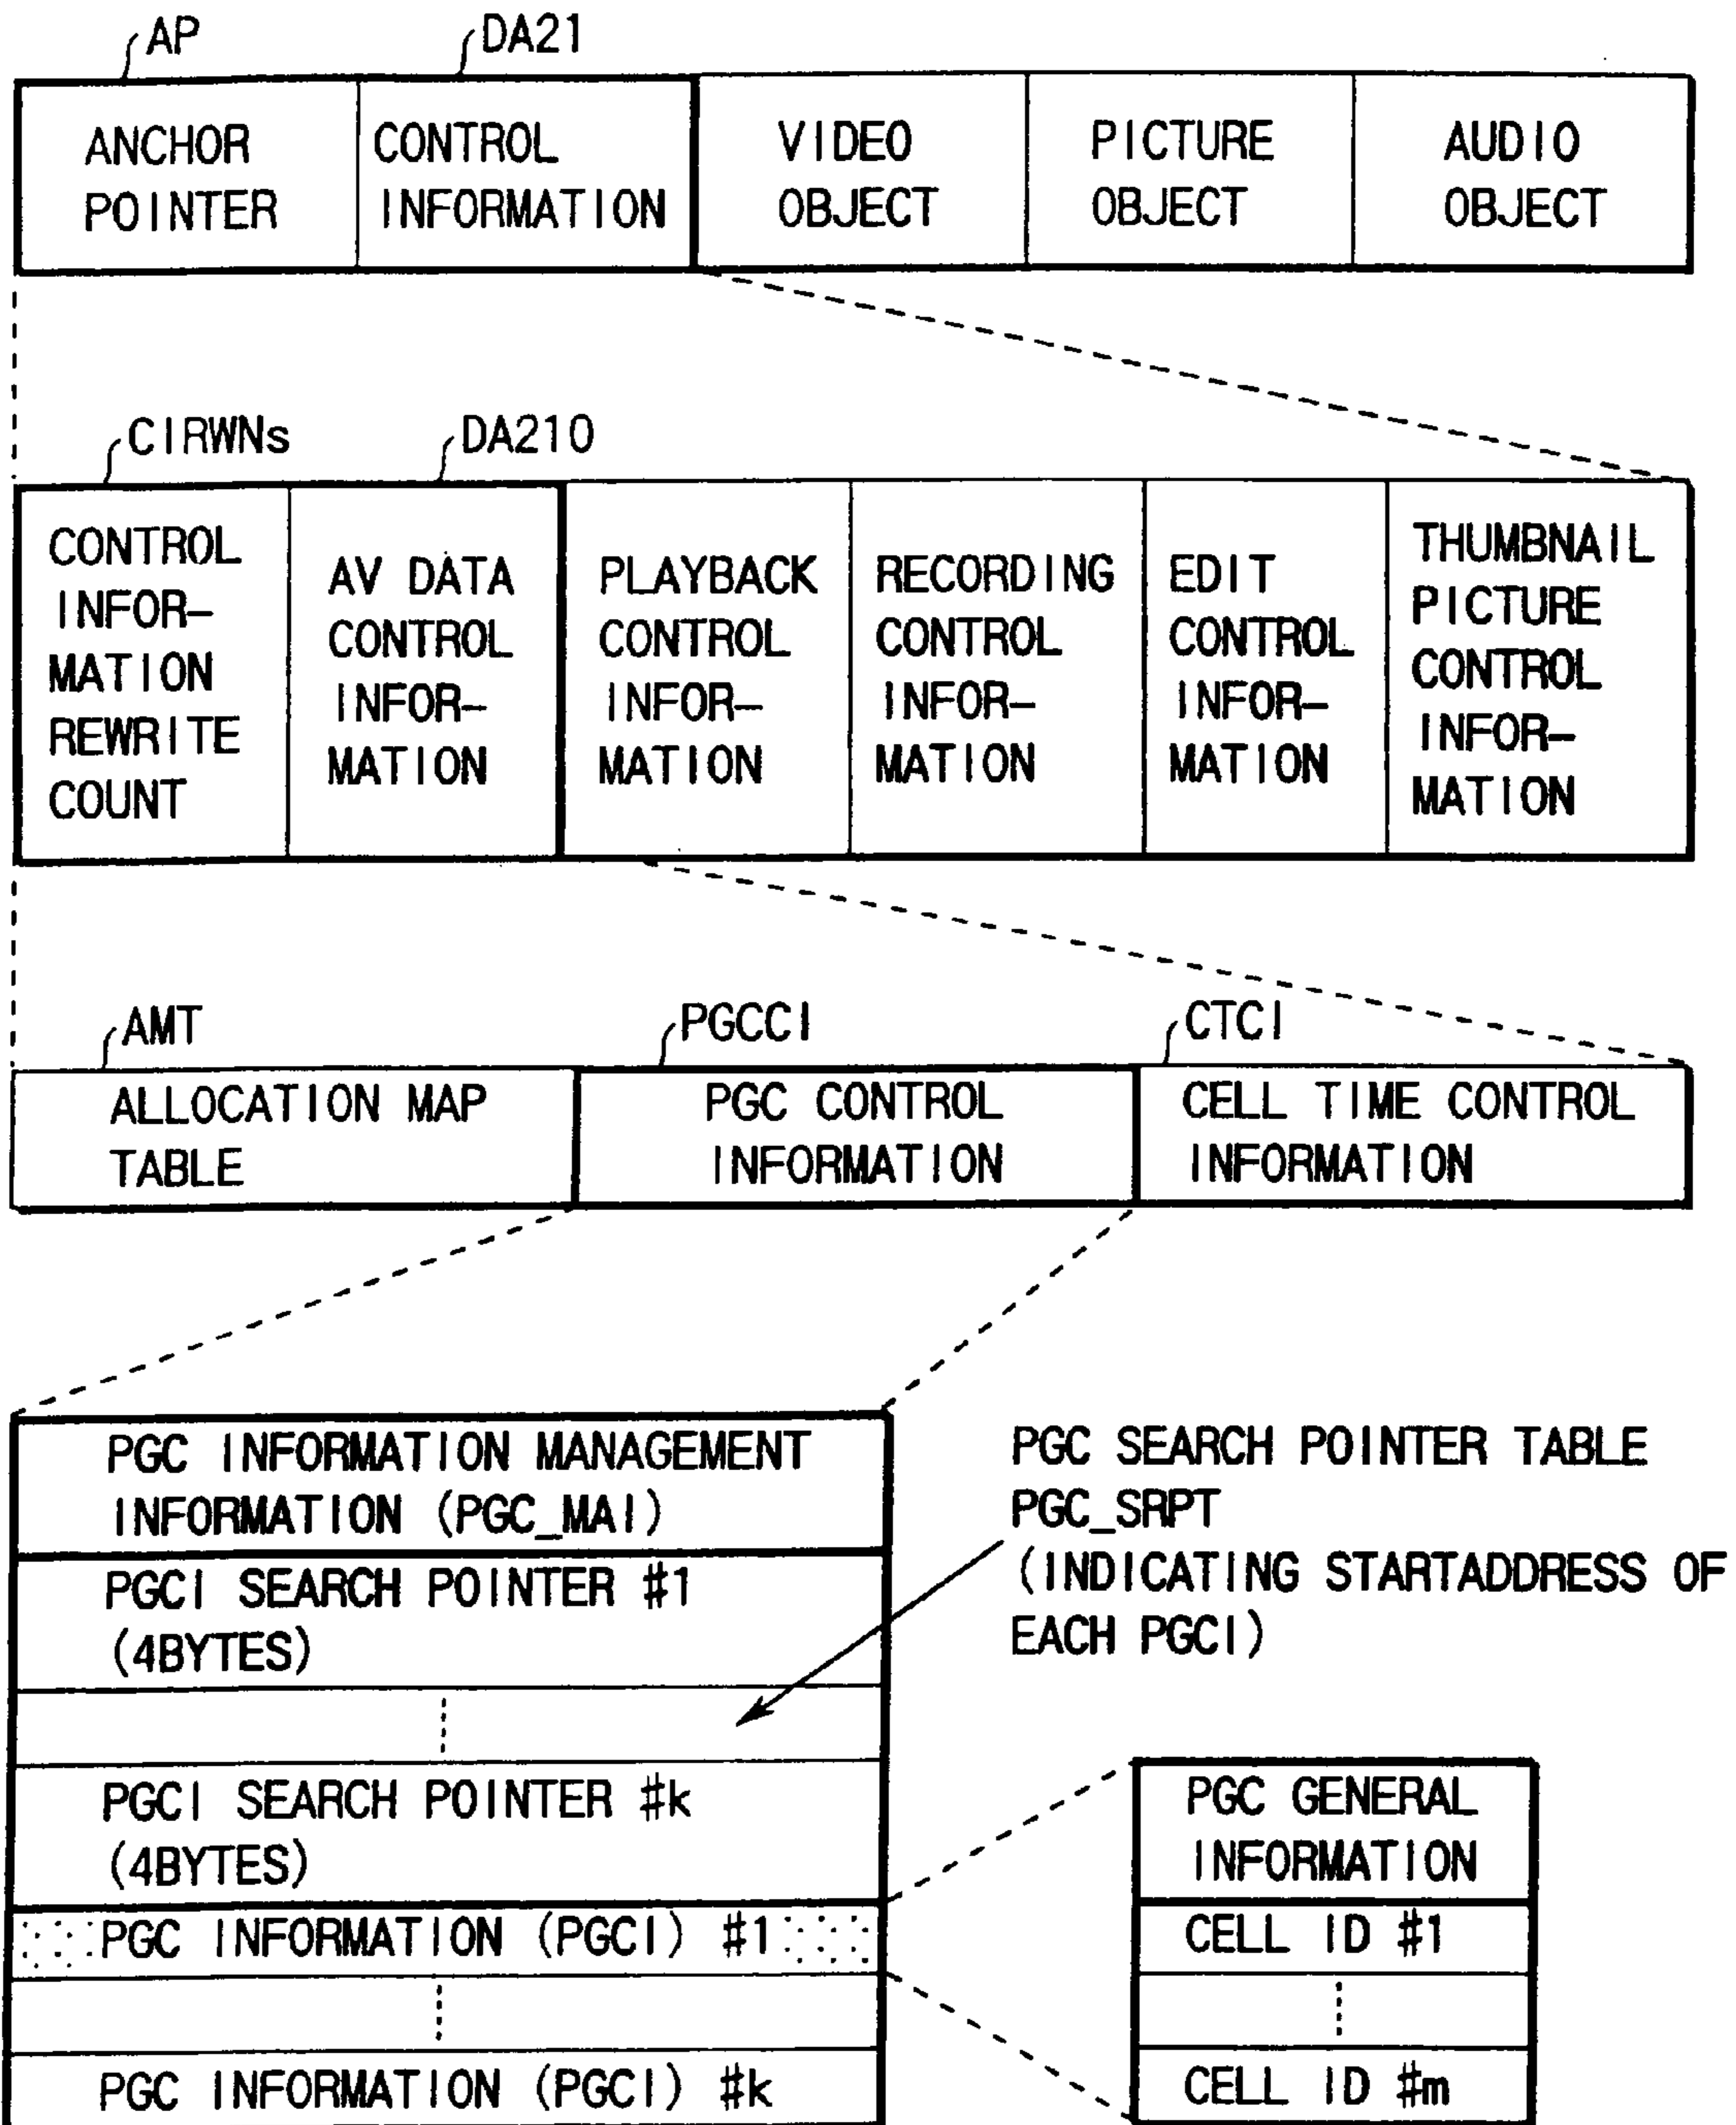 AP
DA21
ANCHOR
POINTER
CONTROL
INFORMATION
VIDEO
OBJECT
PICTURE
OBJECT
AUDIO
OBJECT
CIRWNs
DA210
CONTROL
INFOR–
MATION
REWRITE
COUNT
AV DATA
CONTROL
INFOR–
MATION
PLAYBACK
CONTROL
INFOR–
MATION
RECORDING
CONTROL
INFOR–
MATION
EDIT
CONTROL
INFOR–
MATION
THUMBNAIL
PICTURE
CONTROL
INFOR–
MATION
AMT
PGCCI
CTCI
ALLOCATION MAP
TABLE
PGC CONTROL
INFORMATION
CELL TIME CONTROL
INFORMATION
PGC INFORMATION MANAGEMENT
INFORMATION (PGC_MAI)
PGCI SEARCH POINTER #1
(4BYTES)
PGCI SEARCH POINTER #k
(4BYTES)
PGC INFORMATION (PGCI) #1
PGC INFORMATION (PGCI) #k
PGC SEARCH POINTER TABLE
PGC_SRPT
(INDICATING STARTADDRESS OF
EACH PGCI)
PGC GENERAL
INFORMATION
CELL ID #1
CELL ID #m